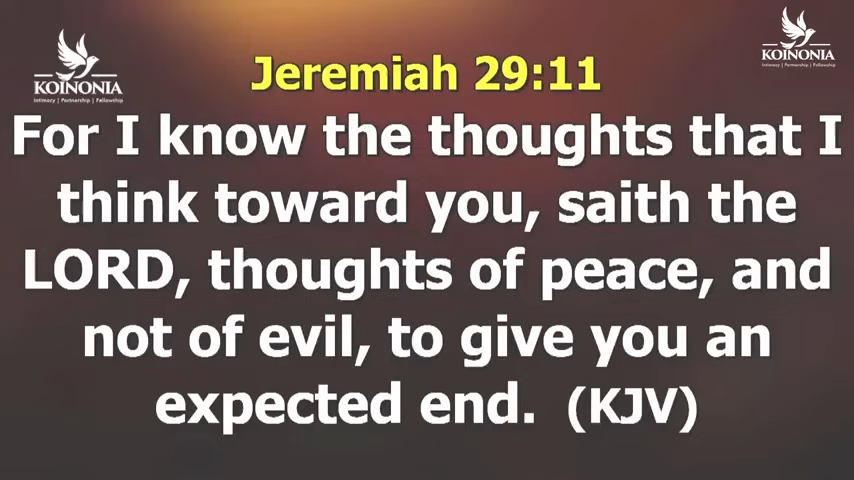 KOINONIA
Intimacy | Partnership | Fellowship
KOINONIA
Intimacy | Partnership | Fellowship
Jeremiah 29:11
For I know the thoughts that I
think toward you, saith the
LORD, thoughts of peace, and
not of evil, to give you an
expected end. (KJV)